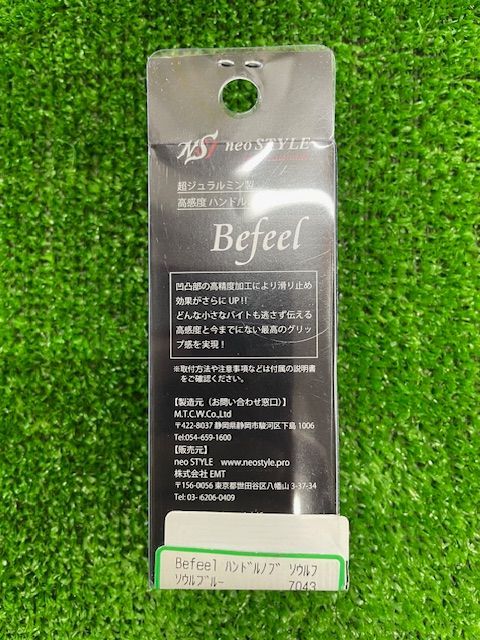 NS neo STYLE
超ジュラルミン製
高感度 ハンドル
Befeel
凹凸部の高精度加工により滑り止め
効果がさらに UP!!
どんな小さなバイトも逃さず伝える
高感度と今までにない最高のグリッ
プ感を実現！
※取付方法や注意事項などは付属の説明書
をご確認ください。
【製造元（お問い合わせ窓口）】
M.T.C.W.Co.,Ltd
〒422-8037 静岡県静岡市駿河区下島 1006
Tel:054-659-1600
【販売元】
neo STYLE www.neostyle.pro
株式会社 EMT
〒156-0056 東京都世田谷区八幡山 3-37-34
Tel: 03- 6206-0409
Befeel ﾊﾝﾄﾞﾙﾉﾌﾞ ｿｳﾙﾌ
ｿｳﾙﾌﾞﾙｰ 7043